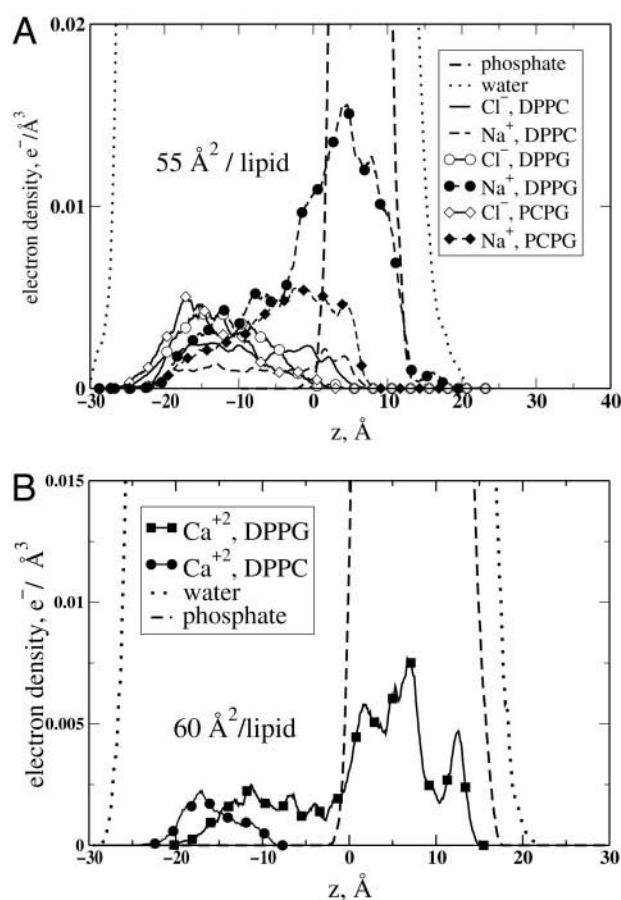 A
electron density, e⁻/Å³
0.02
0.01
0
55 Å² / lipid
phosphate
water
Cl⁻, DPPC
Na⁺, DPPC
Cl⁻, DPPG
Na⁺, DPPG
Cl⁻, PCPG
Na⁺, PCPG
-30 -20 -10 0 10 20 30 40
z, Å
B
electron density, e⁻/ Å³
0.015
0.01
0.005
0
Ca⁺², DPPG
Ca⁺², DPPC
water
phosphate
60 Å²/lipid
-30 -20 -10 0 10 20 30
z, Å